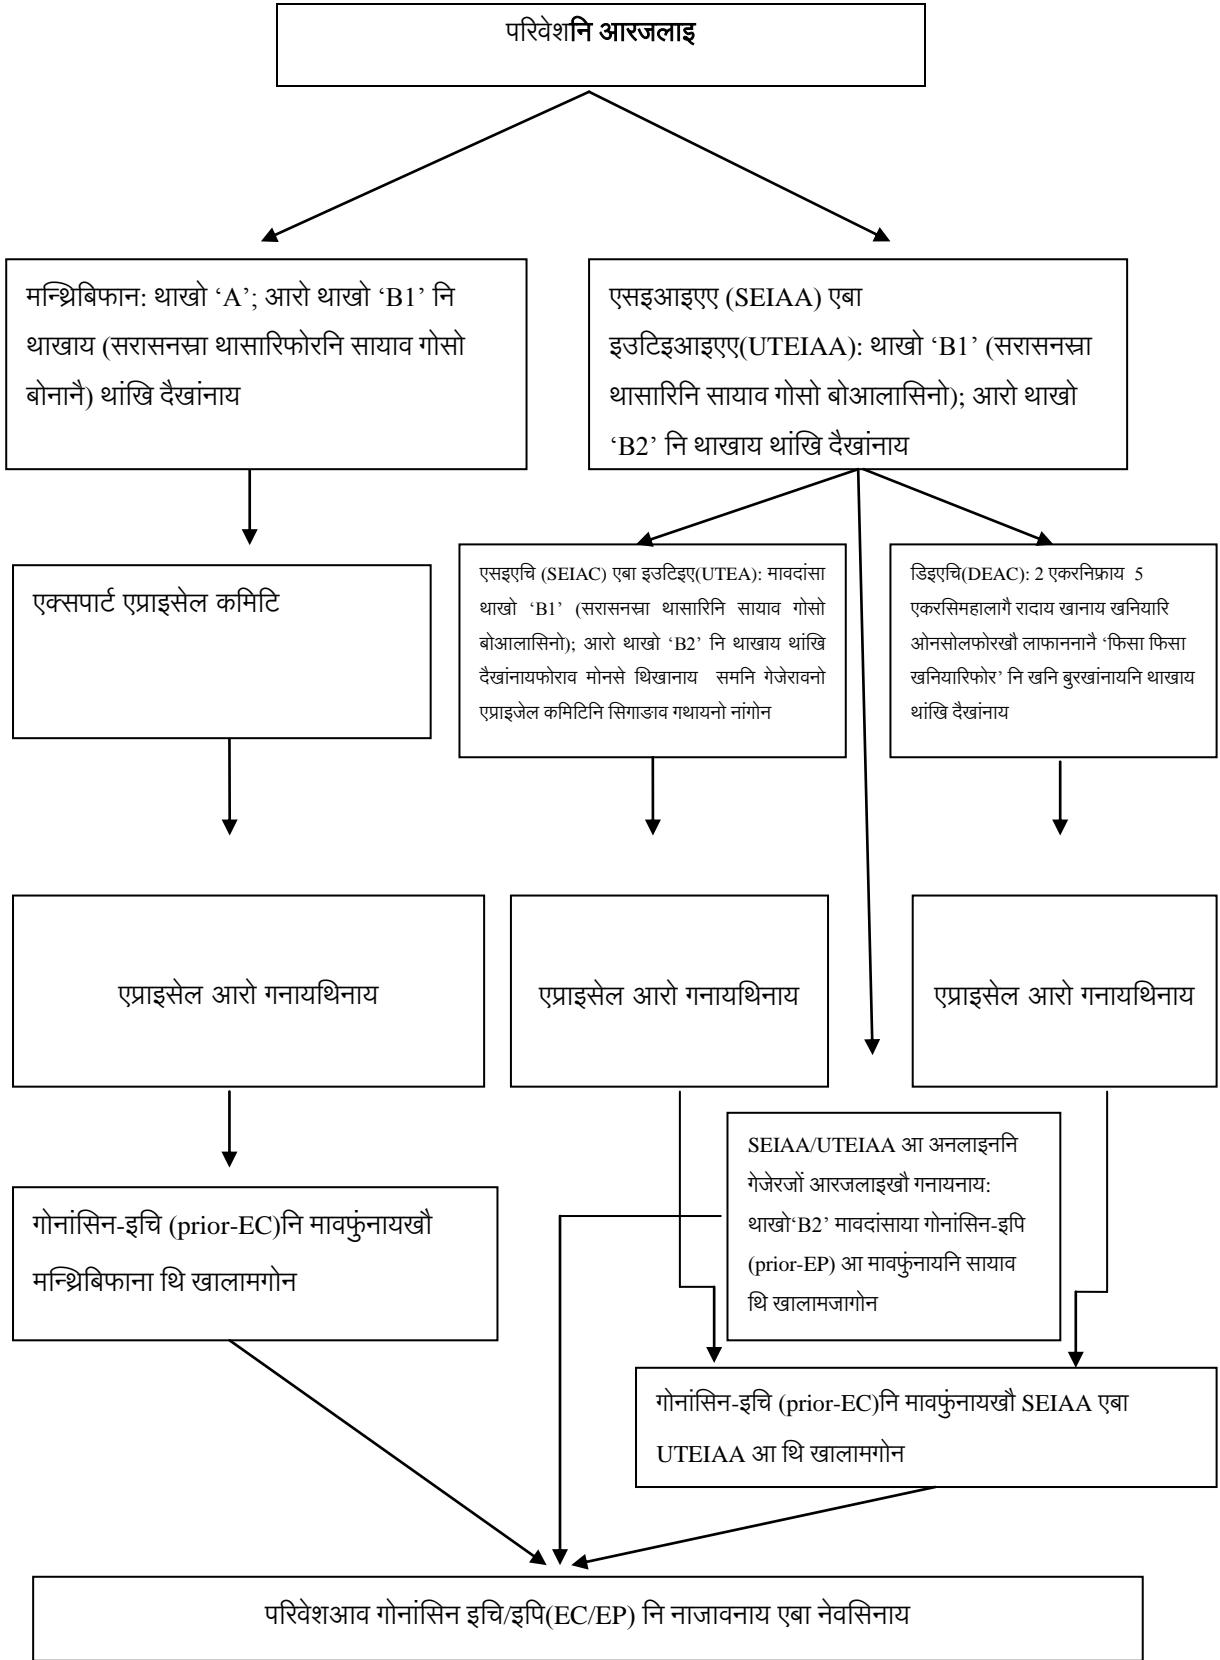 परिवेशनि आरजलाइ
मन्थ्रिबिफान: थाखो ‘A’; आरो थाखो ‘B1’ नि
थाखाय (सरासनस्रा थासारिफोरनि सायाव गोसो
बोनानै) थांखि दैखांनाय
एसइआइएए (SEIAA) एबा
इउटिइआइएए(UTEIAA): थाखो ‘B1’ (सरासनस्रा
थासारिनि सायाव गोसो बोआलासिनो); आरो थाखो
‘B2’ नि थाखाय थांखि दैखांनाय
एक्सपार्ट एप्राइसेल कमिटि
एसइएचि (SEIAC) एबा इउटिइए(UTEA): मावदांसा
थाखो ‘B1’ (सरासनस्रा थासारिनि सायाव गोसो
बोआलासिनो); आरो थाखो ‘B2’ नि थाखाय थांखि
दैखांनायफोराव मोनसे थिखानाय समनि गेजेरावनो
एप्राइजेल कमिटिनि सिगाङाव गथायनो नांगोन
डिइएचि(DEAC): 2 एकरनिफ्राय 5
एकरसिमहालागै रादाय खानाय खनियारि
ओनसोलफोरखौ लाफाननानै ‘फिसा फिसा
खनियारिफोर’ नि खनि बुरखांनायनि थाखाय
थांखि दैखांनाय
एप्राइसेल आरो गनायथिनाय
एप्राइसेल आरो गनायथिनाय
एप्राइसेल आरो गनायथिनाय
SEIAA/UTEIAA आ अनलाइननि
गेजेरजों आरजलाइखौ गनायनाय:
थाखो‘B2’ मावदांसाया गोनांसिन-इपि
(prior-EP) आ मावफुंनायनि सायाव
थि खालामजागोन
गोनांसिन-इचि (prior-EC)नि मावफुंनायखौ
मन्थ्रिबिफाना थि खालामगोन
गोनांसिन-इचि (prior-EC)नि मावफुंनायखौ SEIAA एबा
UTEIAA आ थि खालामगोन
परिवेशआव गोनांसिन इचि/इपि(EC/EP) नि नाजावनाय एबा नेवसिनाय